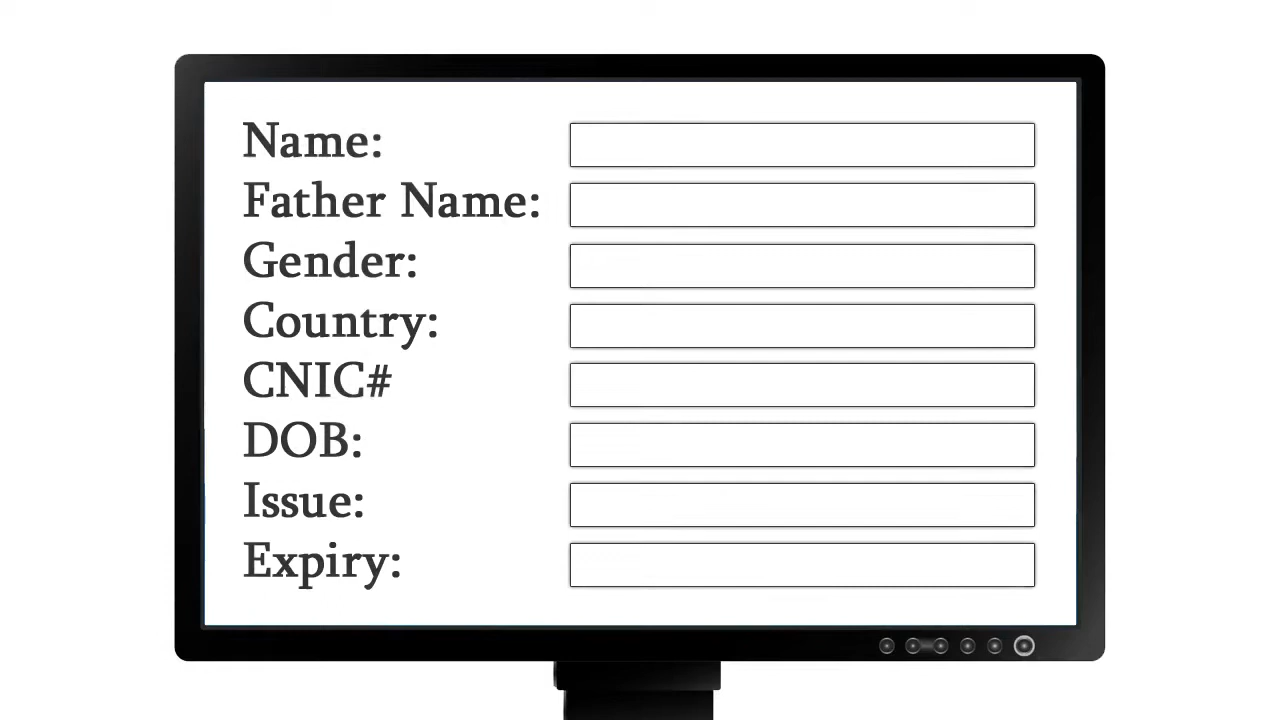 Name:
Father Name:
Gender:
Country:
CNIC#
DOB:
Issue:
Expiry: